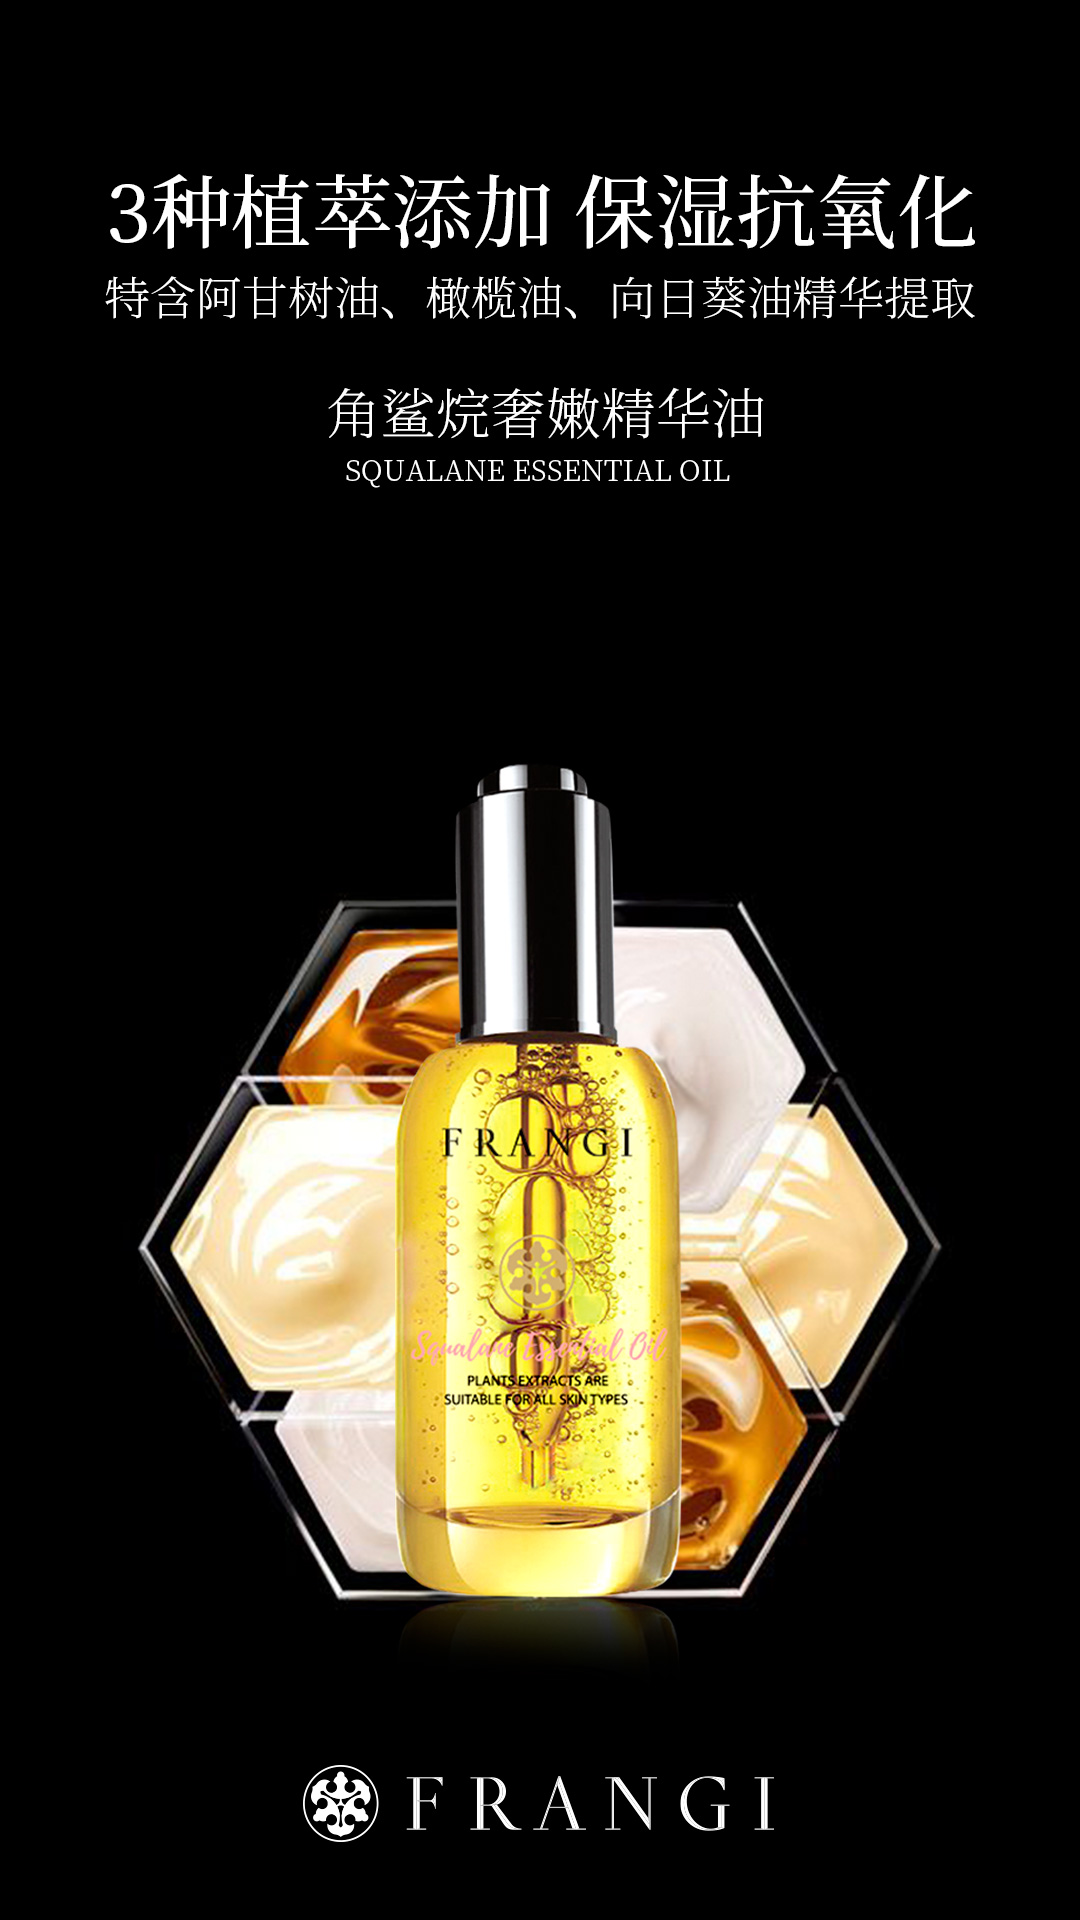 3种植萃添加 保湿抗氧化
特含阿甘树油、橄榄油、向日葵油精华提取
角鲨烷奢嫩精华油
SQUALANE ESSENTIAL OIL
FRANGI
Squalane Essential Oil
PLANTS EXTRACTS ARE
SUITABLE FOR ALL SKIN TYPES
FRANGI